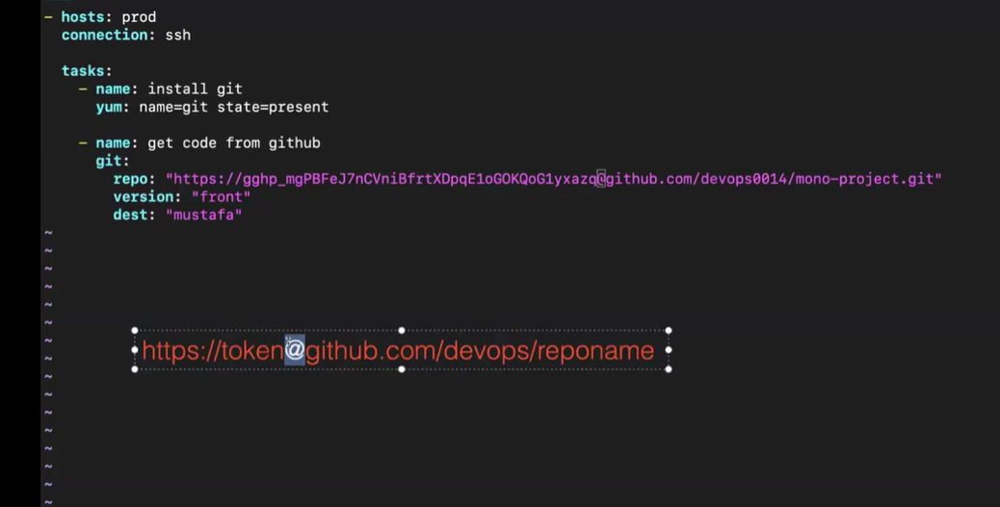 - hosts: prod
connection: ssh
tasks:
- name: install git
yum: name=git state=present
- name: get code from github
git:
repo: "https://g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@github.com/devops0014/mono-project.git"
version: "front"
dest: "mustafa"
~
~
~
~
~
~
https://token@github.com/devops/reponame
~
~
~
~
~
~
~
~
~
~